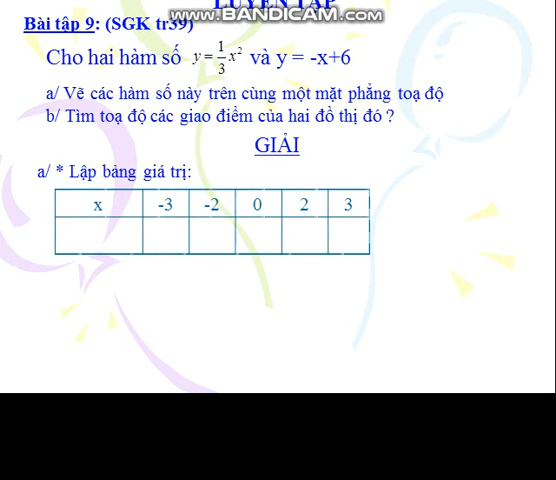 LUYỆN TẬP
WWW.BANDICAM.COM
Bài tập 9: (SGK tr39)
Cho hai hàm số y = 1/3 x² và y = -x+6
a/ Vẽ các hàm số này trên cùng một mặt phẳng toạ độ
b/ Tìm toạ độ các giao điểm của hai đồ thị đó ?
GIẢI
a/ * Lập bảng giá trị:
x -3 -2 0 2 3